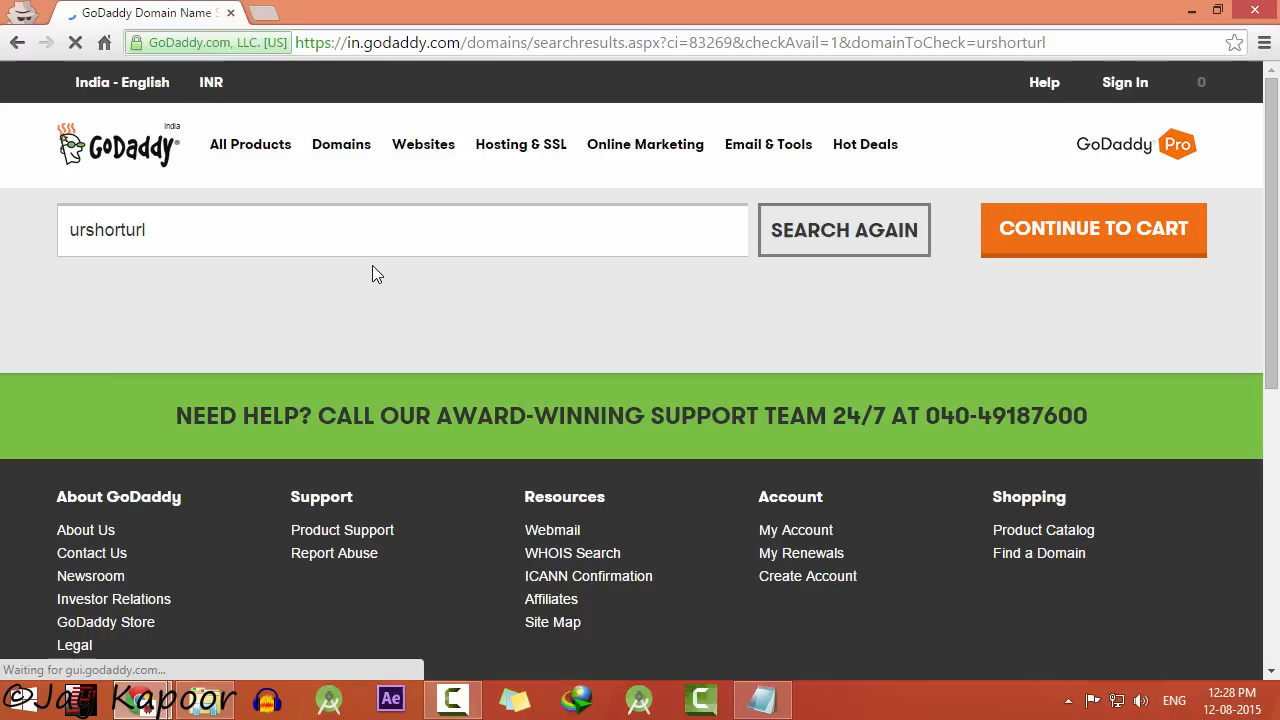 GoDaddy Domain Name S
GoDaddy.com, LLC. [US] https://in.godaddy.com/domains/searchresults.aspx?ci=83269&checkAvail=1&domainToCheck=urshorturl
India - English INR Help Sign In 0
GoDaddy® India All Products Domains Websites Hosting & SSL Online Marketing Email & Tools Hot Deals GoDaddy Pro
urshorturl SEARCH AGAIN CONTINUE TO CART
NEED HELP? CALL OUR AWARD-WINNING SUPPORT TEAM 24/7 AT 040-49187600
About GoDaddy Support Resources Account Shopping
About Us Product Support Webmail My Account Product Catalog
Contact Us Report Abuse WHOIS Search My Renewals Find a Domain
Newsroom ICANN Confirmation Create Account
Investor Relations Affiliates
GoDaddy Store Site Map
Legal
Waiting for gui.godaddy.com...
©Jag Kapoor Ae ENG 12:28 PM
12-08-2015